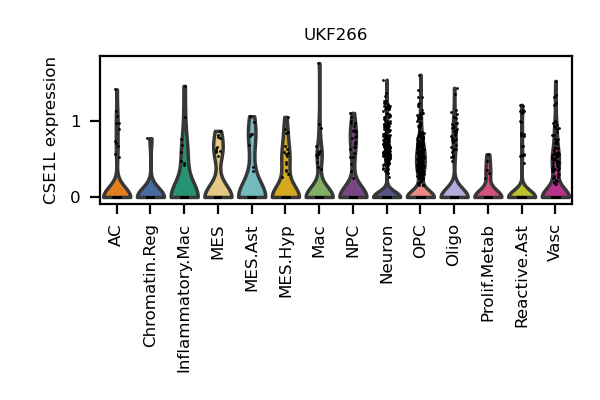 UKF266
CSE1L expression
1
0
AC
Chromatin.Reg
Inflammatory.Mac
MES
MES.Ast
MES.Hyp
Mac
NPC
Neuron
OPC
Oligo
Prolif.Metab
Reactive.Ast
Vasc